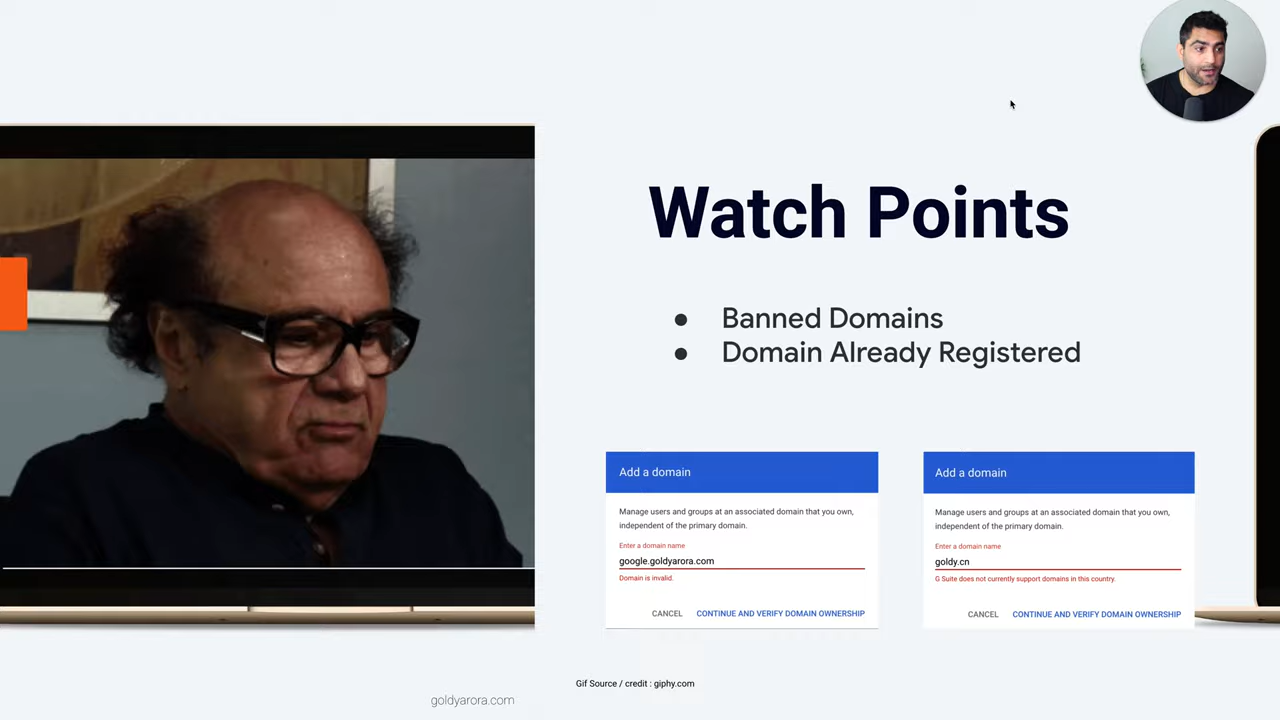 Watch Points
● Banned Domains
● Domain Already Registered
Add a domain
Manage users and groups at an associated domain that you own,
independent of the primary domain.
Enter a domain name
google.goldyarora.com
Domain is invalid.
CANCEL CONTINUE AND VERIFY DOMAIN OWNERSHIP
Add a domain
Manage users and groups at an associated domain that you own,
independent of the primary domain.
Enter a domain name
goldy.cn
G Suite does not currently support domains in this country.
CANCEL CONTINUE AND VERIFY DOMAIN OWNERSHIP
Gif Source / credit : giphy.com
goldyarora.com